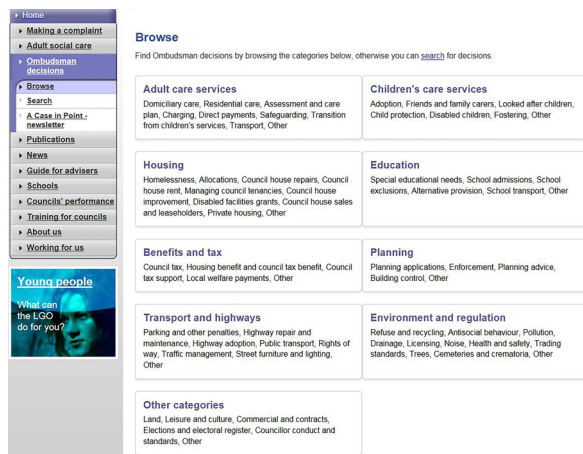 Home
Making a complaint
Adult social care
Ombudsman
decisions
Browse
Search
A Case in Point -
newsletter
Publications
News
Guide for advisers
Schools
Councils' performance
Training for councils
About us
Working for us
Young people
What can
the LGO
do for you?
Browse
Find Ombudsman decisions by browsing the categories below, otherwise you can search for decisions.
Adult care services
Domiciliary care, Residential care, Assessment and care
plan, Charging, Direct payments, Safeguarding, Transition
from children's services, Transport, Other
Children's care services
Adoption, Friends and family carers, Looked after children,
Child protection, Disabled children, Fostering, Other
Housing
Homelessness, Allocations, Council house repairs, Council
house rent, Managing council tenancies, Council house
improvement, Disabled facilities grants, Council house sales
and leaseholders, Private housing, Other
Education
Special educational needs, School admissions, School
exclusions, Alternative provision, School transport, Other
Benefits and tax
Council tax, Housing benefit and council tax benefit, Council
tax support, Local welfare payments, Other
Planning
Planning applications, Enforcement, Planning advice,
Building control, Other
Transport and highways
Parking and other penalties, Highway repair and
maintenance, Highway adoption, Public transport, Rights of
way, Traffic management, Street furniture and lighting,
Other
Environment and regulation
Refuse and recycling, Antisocial behaviour, Pollution,
Drainage, Licensing, Noise, Health and safety, Trading
standards, Trees, Cemeteries and crematoria, Other
Other categories
Land, Leisure and culture, Commercial and contracts,
Elections and electoral register, Councillor conduct and
standards, Other